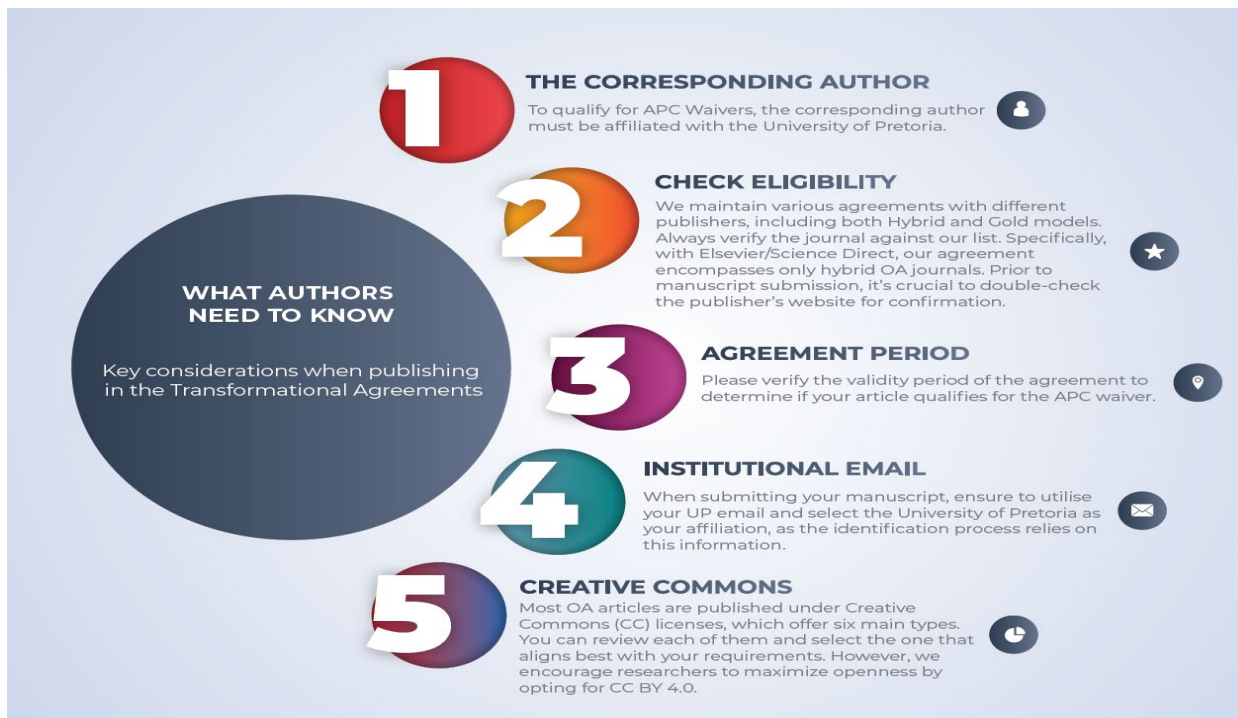 WHAT AUTHORS
NEED TO KNOW
Key considerations when publishing
in the Transformational Agreements
1
THE CORRESPONDING AUTHOR
To qualify for APC Waivers, the corresponding author
must be affiliated with the University of Pretoria.
2
CHECK ELIGIBILITY
We maintain various agreements with different
publishers, including both Hybrid and Gold models.
Always verify the journal against our list. Specifically,
with Elsevier/Science Direct, our agreement
encompasses only hybrid OA journals. Prior to
manuscript submission, it's crucial to double-check
the publisher's website for confirmation.
3
AGREEMENT PERIOD
Please verify the validity period of the agreement to
determine if your article qualifies for the APC waiver.
4
INSTITUTIONAL EMAIL
When submitting your manuscript, ensure to utilise
your UP email and select the University of Pretoria as
your affiliation, as the identification process relies on
this information.
5
CREATIVE COMMONS
Most OA articles are published under Creative
Commons (CC) licenses, which offer six main types.
You can review each of them and select the one that
aligns best with your requirements. However, we
encourage researchers to maximize openness by
opting for CC BY 4.0.